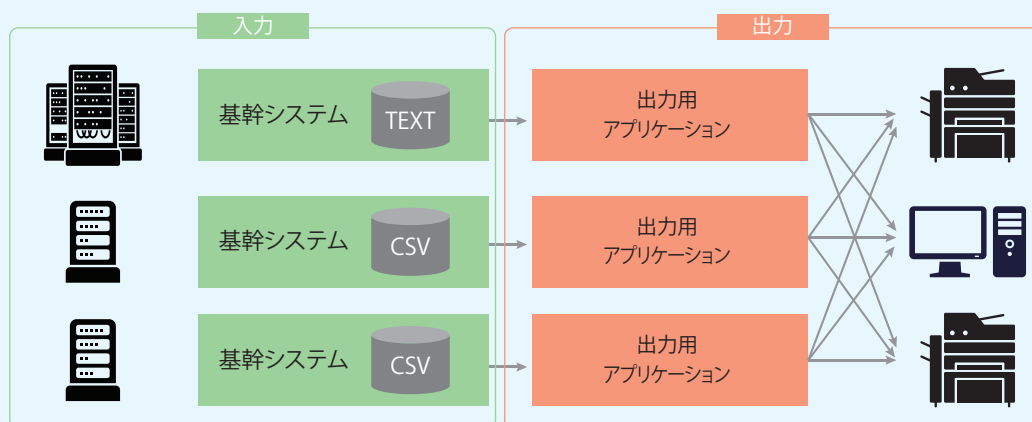 入力
出力
基幹システム
TEXT
出力用
アプリケーション
基幹システム
CSV
出力用
アプリケーション
基幹システム
CSV
出力用
アプリケーション